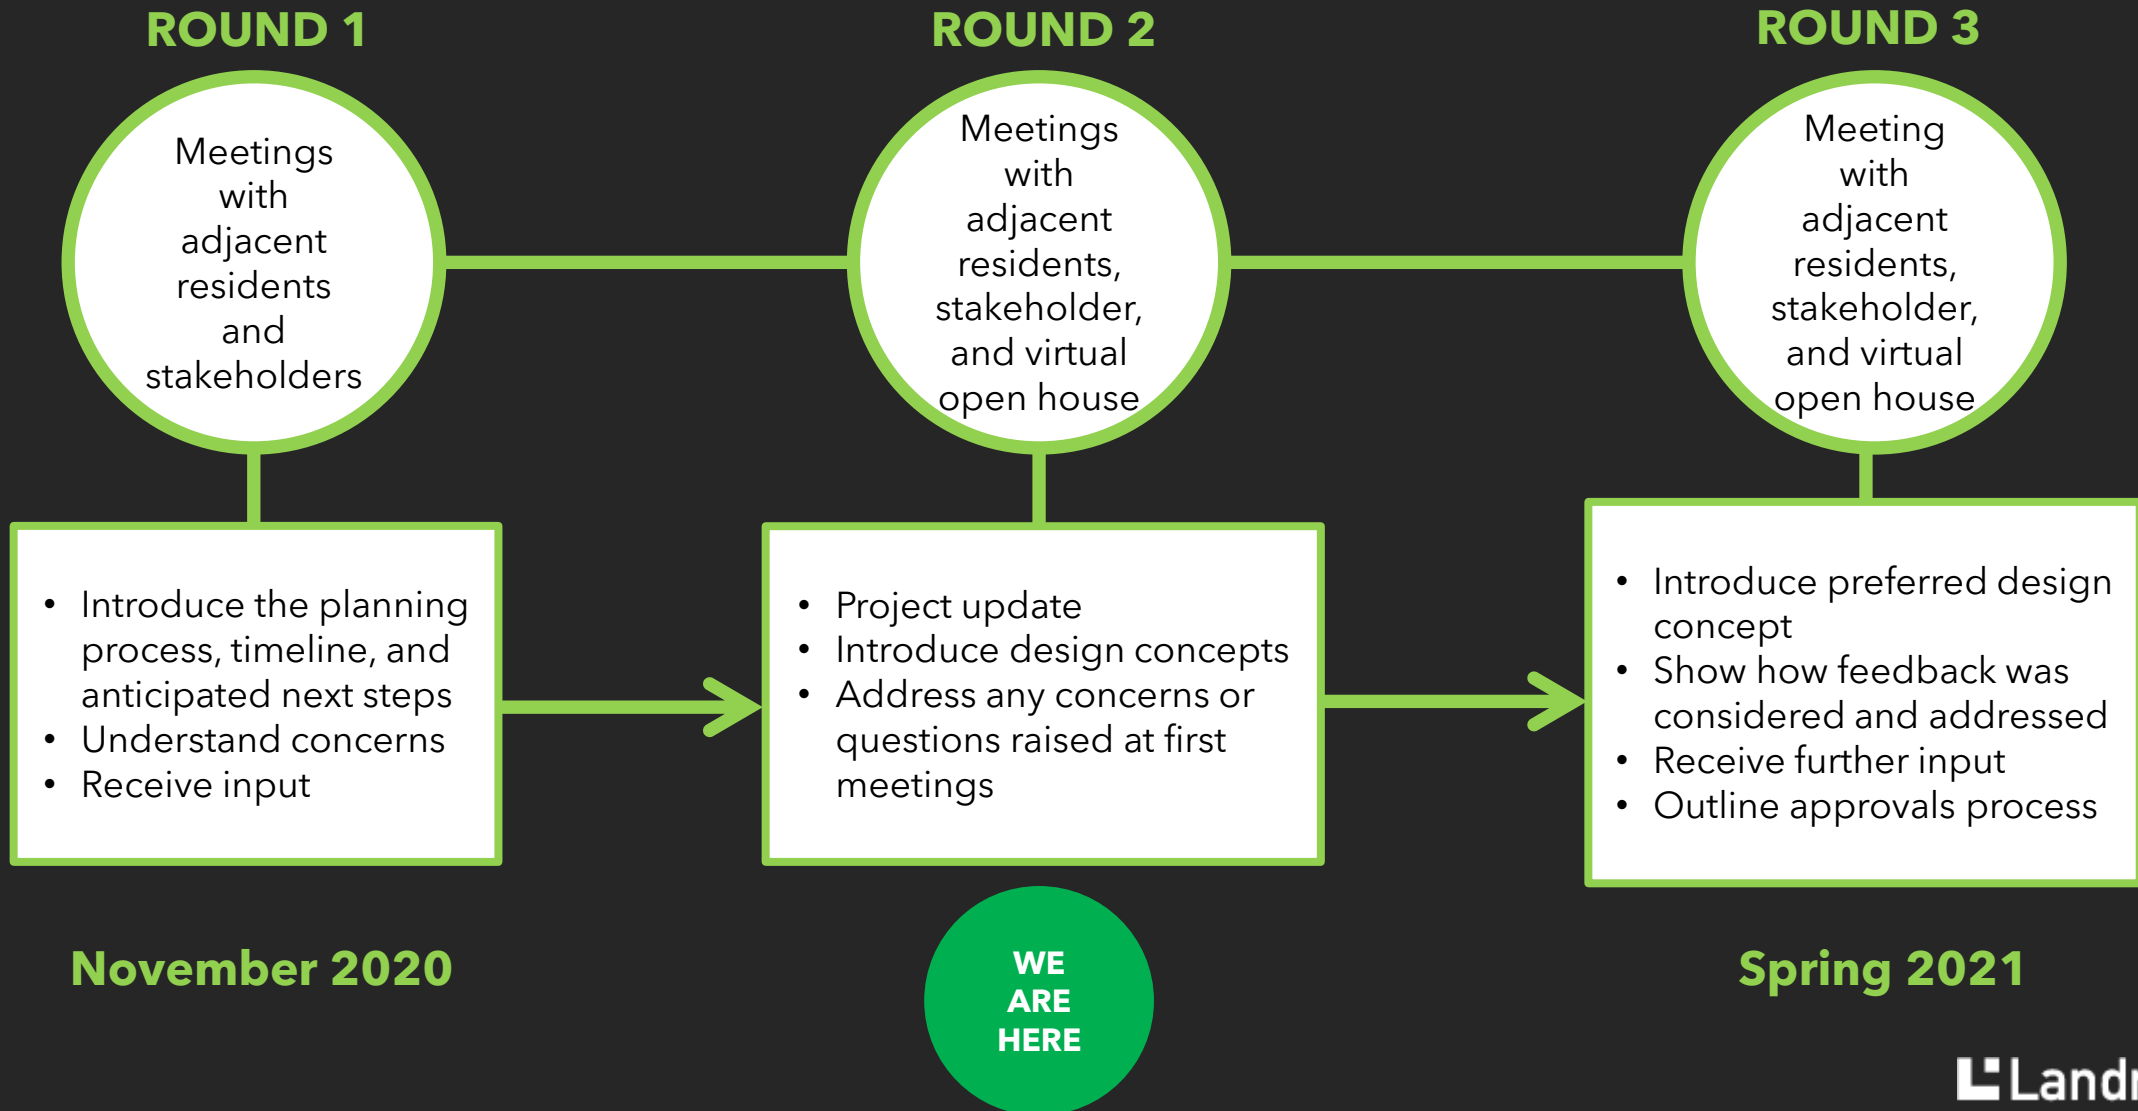 ROUND 1
Meetings
with
adjacent
residents
and
stakeholders
• Introduce the planning
process, timeline, and
anticipated next steps
• Understand concerns
• Receive input
November 2020
ROUND 2
Meetings
with
adjacent
residents,
stakeholder,
and virtual
open house
• Project update
• Introduce design concepts
• Address any concerns or
questions raised at first
meetings
WE
ARE
HERE
ROUND 3
Meeting
with
adjacent
residents,
stakeholder,
and virtual
open house
• Introduce preferred design
concept
• Show how feedback was
considered and addressed
• Receive further input
• Outline approvals process
Spring 2021